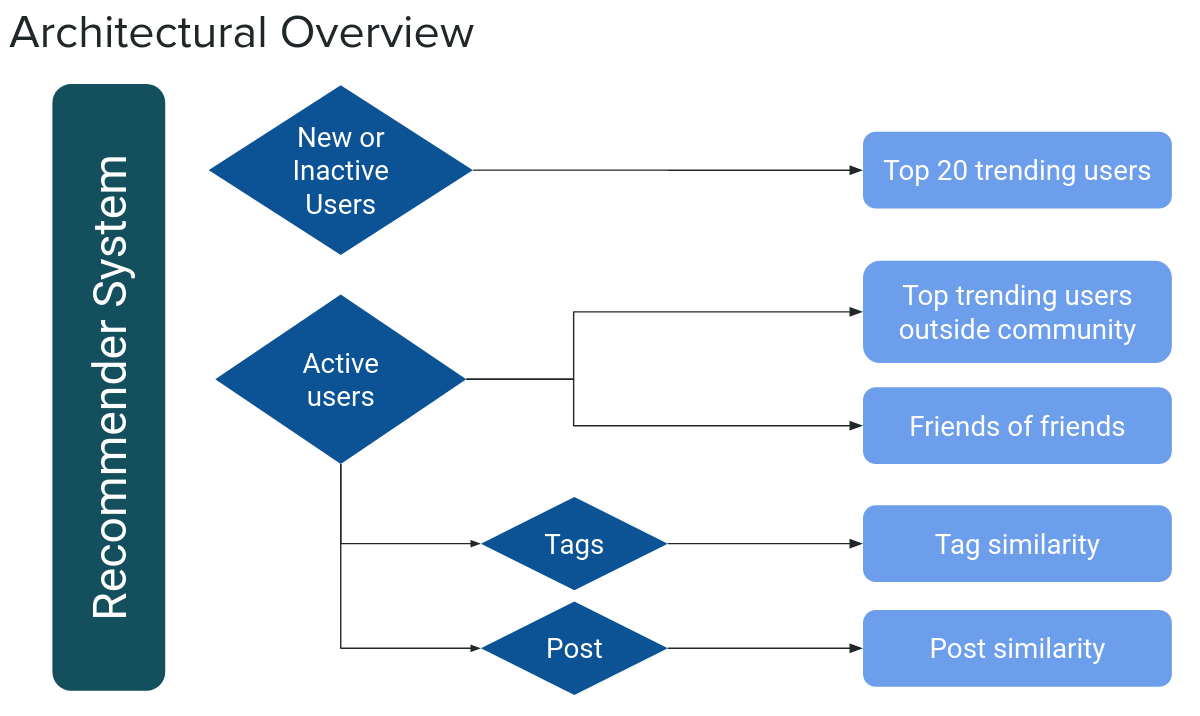 Architectural Overview
Recommender System
New or
Inactive
Users
Top 20 trending users
Active
users
Top trending users
outside community
Friends of friends
Tags
Tag similarity
Post
Post similarity